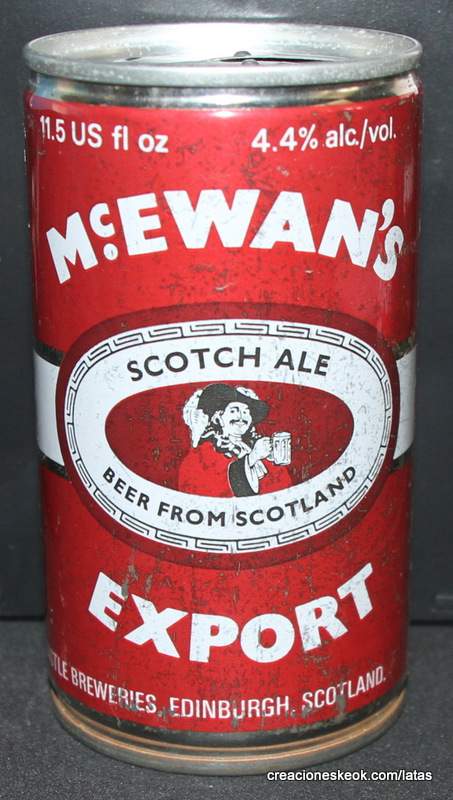 11.5 US fl oz 4.4% alc./vol.
McEWAN'S
SCOTCH ALE
BEER FROM SCOTLAND
EXPORT
BREWERIES, EDINBURGH, SCOTLAND.
creacioneskeok.com/latas